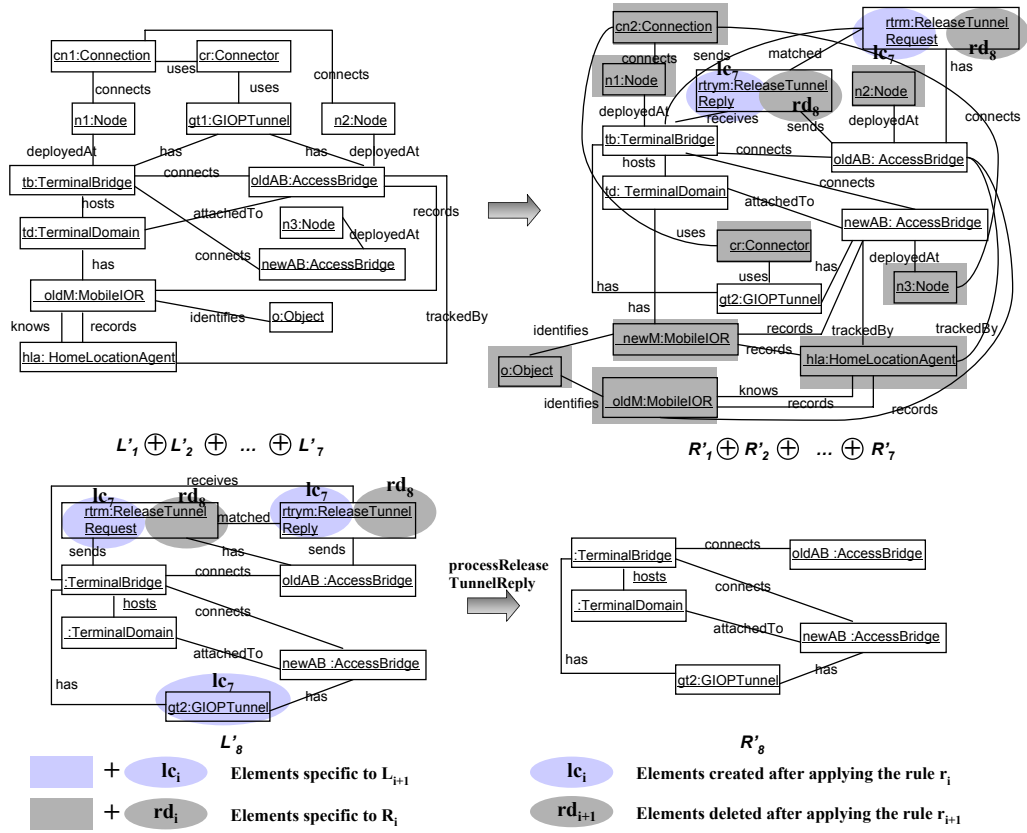 cn1:Connection
cr:Connector
uses
connects
uses
connects
n1:Node
gt1:GIOPTunnel
n2:Node
deployedAt
has
has
deployedAt
tb:TerminalBridge
connects
oldAB:AccessBridge
hosts
attachedTo
records
td:TerminalDomain
n3:Node
deployedAt
connects
newAB:AccessBridge
has
oldM:MobileIOR
identifies
o:Object
trackedBy
knows
records
hla: HomeLocationAgent
L'1 ⊕ L'2 ⊕ ... ⊕ L'7
cn2:Connection
rtrm:ReleaseTunnel
Request
sends
matched
rd8
connects
lc7
lc7
has
n1:Node
rtrym:ReleaseTunnel
Reply
rd8
n2:Node
connects
deployedAt
receives
sends
deployedAt
tb:TerminalBridge
connects
oldAB: AccessBridge
hosts
connects
td: TerminalDomain
attachedTo
newAB: AccessBridge
uses
cr:Connector
has
deployedAt
uses
n3:Node
gt2:GIOPTunnel
has
identifies
newM:MobileIOR
records
trackedBy
trackedBy
records
hla:HomeLocationAgent
o:Object
identifies
oldM:MobileIOR
knows
records
records
R'1 ⊕ R'2 ⊕ ... ⊕ R'7
receives
lc7
rd8
lc7
rd8
rtrm:ReleaseTunnel
Request
matched
rtrym:ReleaseTunnel
Reply
sends
has
sends
:TerminalBridge
connects
oldAB :AccessBridge
hosts
connects
:TerminalDomain
attachedTo
newAB :AccessBridge
has
lc7
gt2:GIOPTunnel
has
L'8
processRelease
TunnelReply
:TerminalBridge
connects
oldAB :AccessBridge
hosts
connects
:TerminalDomain
attachedTo
newAB :AccessBridge
has
has
gt2:GIOPTunnel
R'8
+ lci Elements specific to Li+1
lci Elements created after applying the rule ri
+ rdi Elements specific to Ri
rdi+1 Elements deleted after applying the rule ri+1